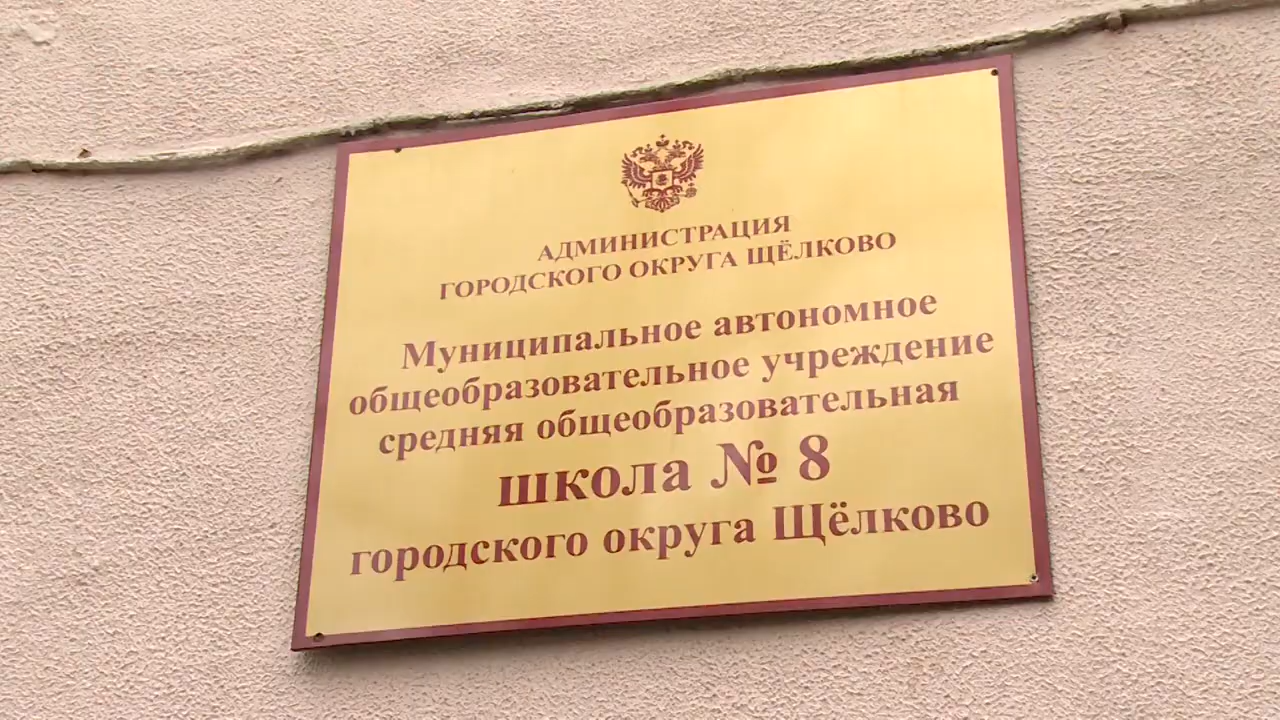 АДМИНИСТРАЦИЯ
ГОРОДСКОГО ОКРУГА ЩЁЛКОВО
Муниципальное автономное
общеобразовательное учреждение
средняя общеобразовательная
школа № 8
городского округа Щёлково